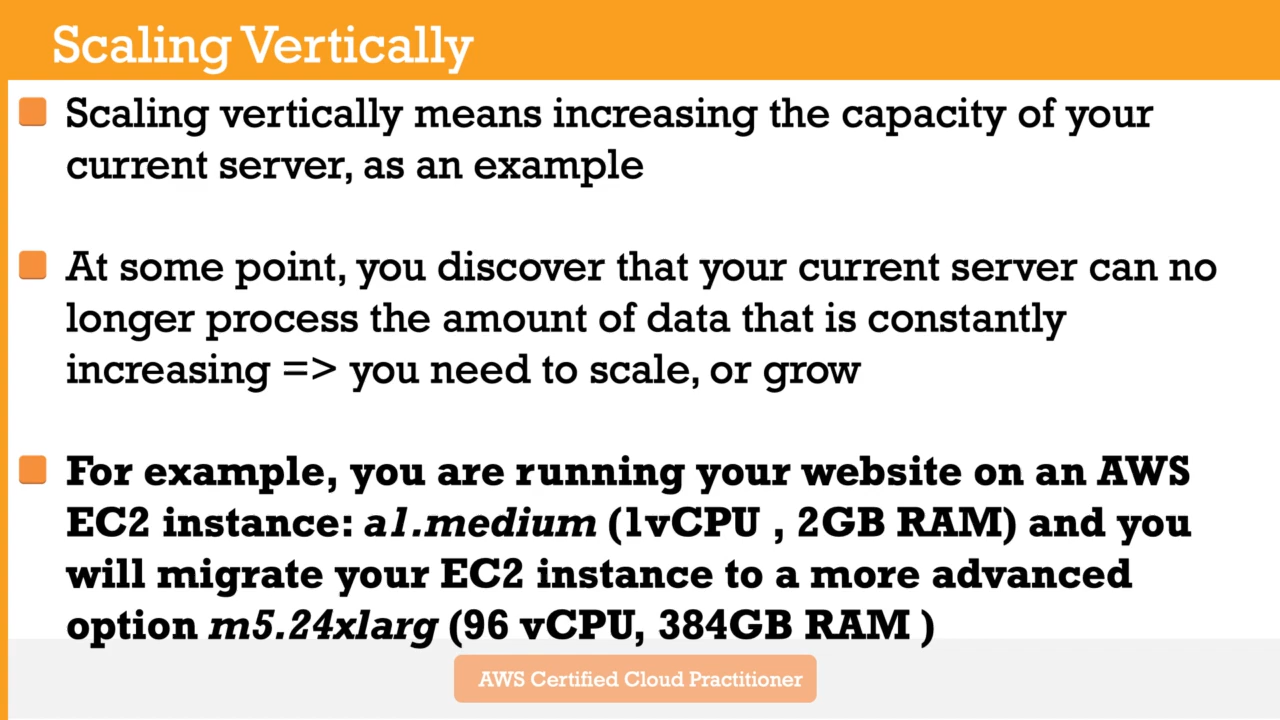 Scaling Vertically
Scaling vertically means increasing the capacity of your
current server, as an example
At some point, you discover that your current server can no
longer process the amount of data that is constantly
increasing => you need to scale, or grow
For example, you are running your website on an AWS
EC2 instance: a1.medium (1vCPU , 2GB RAM) and you
will migrate your EC2 instance to a more advanced
option m5.24xlarg (96 vCPU, 384GB RAM )
AWS Certified Cloud Practitioner